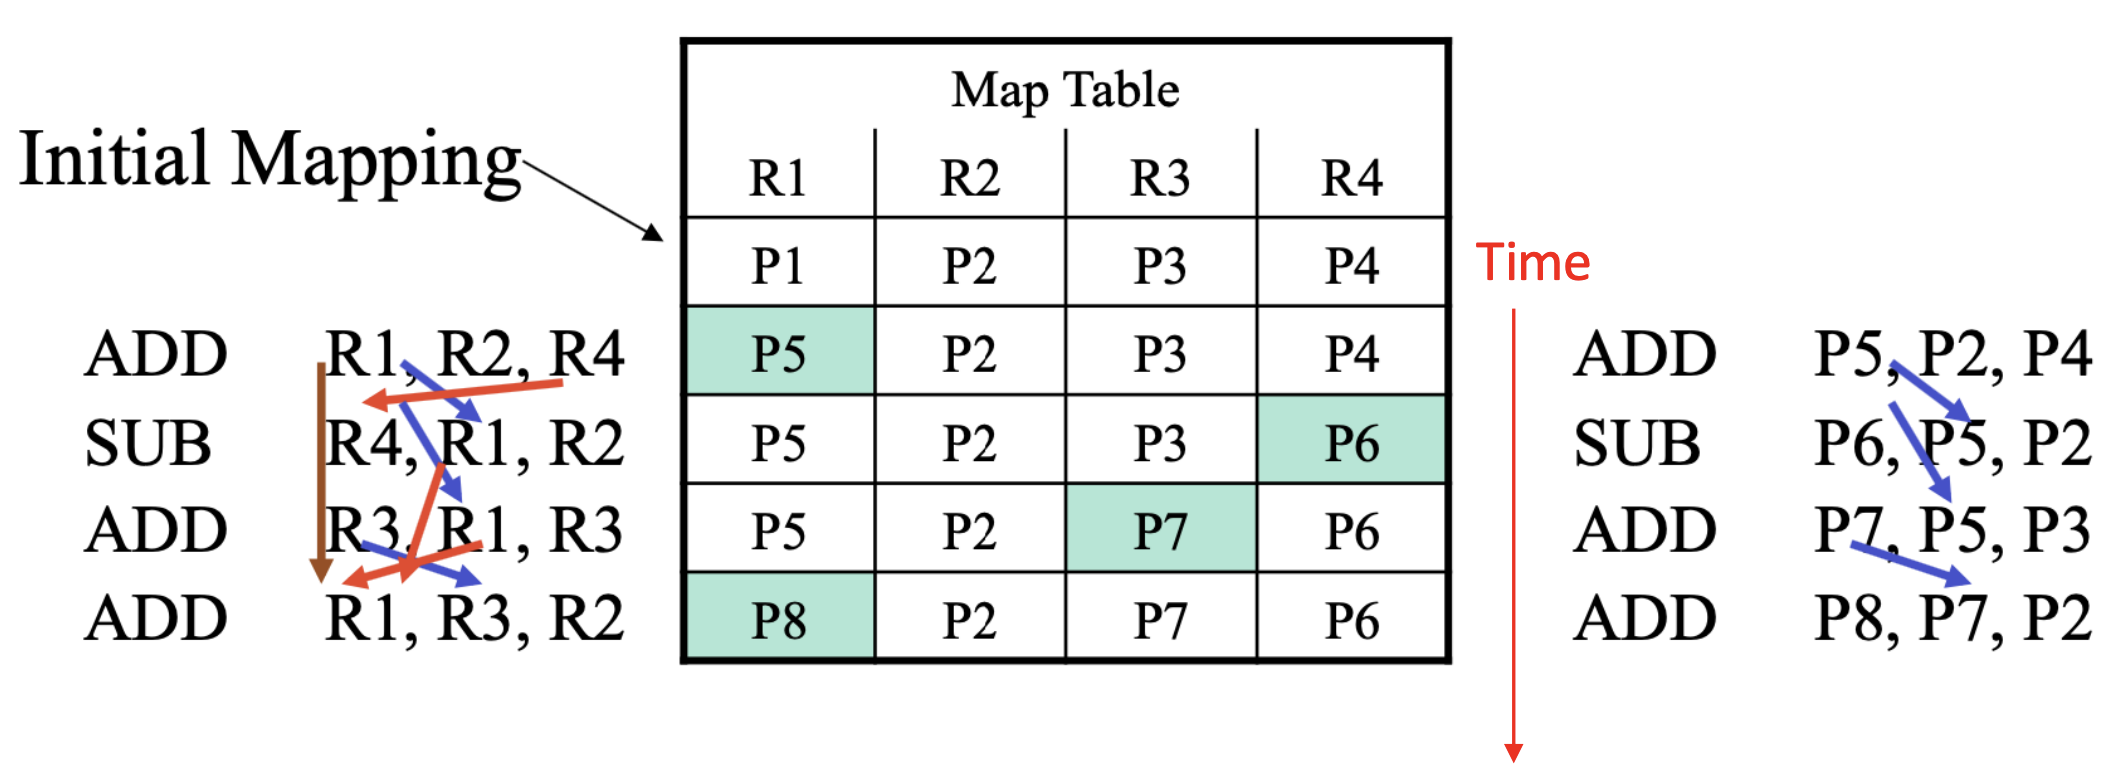 Map Table
Initial Mapping
R1 R2 R3 R4
P1 P2 P3 P4
Time
ADD R1, R2, R4 P5 P2 P3 P4 ADD P5, P2, P4
SUB R4, R1, R2 P5 P2 P3 P6 SUB P6, P5, P2
ADD R3, R1, R3 P5 P2 P7 P6 ADD P7, P5, P3
ADD R1, R3, R2 P8 P2 P7 P6 ADD P8, P7, P2